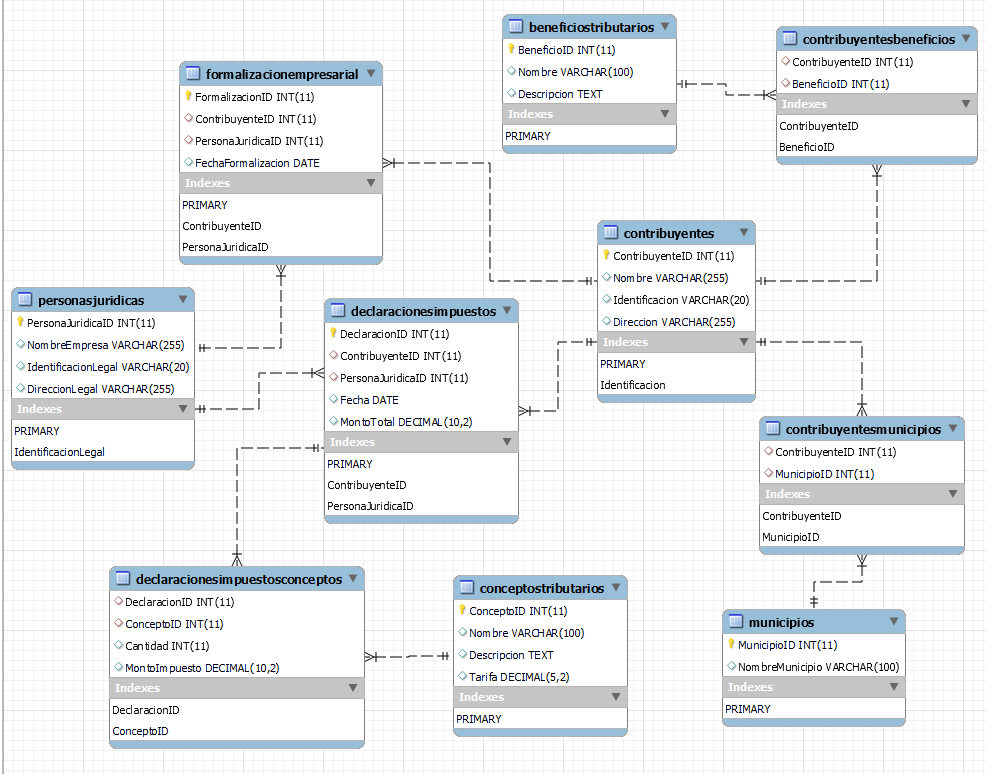 beneficiostributarios
BeneficioID INT(11)
Nombre VARCHAR(100)
Descripcion TEXT
Indexes
PRIMARY
contribuyentesbeneficios
ContribuyenteID INT(11)
BeneficioID INT(11)
Indexes
ContribuyenteID
BeneficioID
formalizacionempresarial
FormalizacionID INT(11)
ContribuyenteID INT(11)
PersonaJuridicaID INT(11)
FechaFormalizacion DATE
Indexes
PRIMARY
ContribuyenteID
PersonaJuridicaID
contribuyentes
ContribuyenteID INT(11)
Nombre VARCHAR(255)
Identificacion VARCHAR(20)
Direccion VARCHAR(255)
Indexes
PRIMARY
Identificacion
personasjuridicas
PersonaJuridicaID INT(11)
NombreEmpresa VARCHAR(255)
IdentificacionLegal VARCHAR(20)
DireccionLegal VARCHAR(255)
Indexes
PRIMARY
IdentificacionLegal
declaracionesimpuestos
DeclaracionID INT(11)
ContribuyenteID INT(11)
PersonaJuridicaID INT(11)
Fecha DATE
MontoTotal DECIMAL(10,2)
Indexes
PRIMARY
ContribuyenteID
PersonaJuridicaID
contribuyentesmunicipios
ContribuyenteID INT(11)
MunicipioID INT(11)
Indexes
ContribuyenteID
MunicipioID
declaracionesimpuestosconceptos
DeclaracionID INT(11)
ConceptoID INT(11)
Cantidad INT(11)
MontoImpuesto DECIMAL(10,2)
Indexes
DeclaracionID
ConceptoID
conceptostributarios
ConceptoID INT(11)
Nombre VARCHAR(100)
Descripcion TEXT
Tarifa DECIMAL(5,2)
Indexes
PRIMARY
municipios
MunicipioID INT(11)
NombreMunicipio VARCHAR(100)
Indexes
PRIMARY